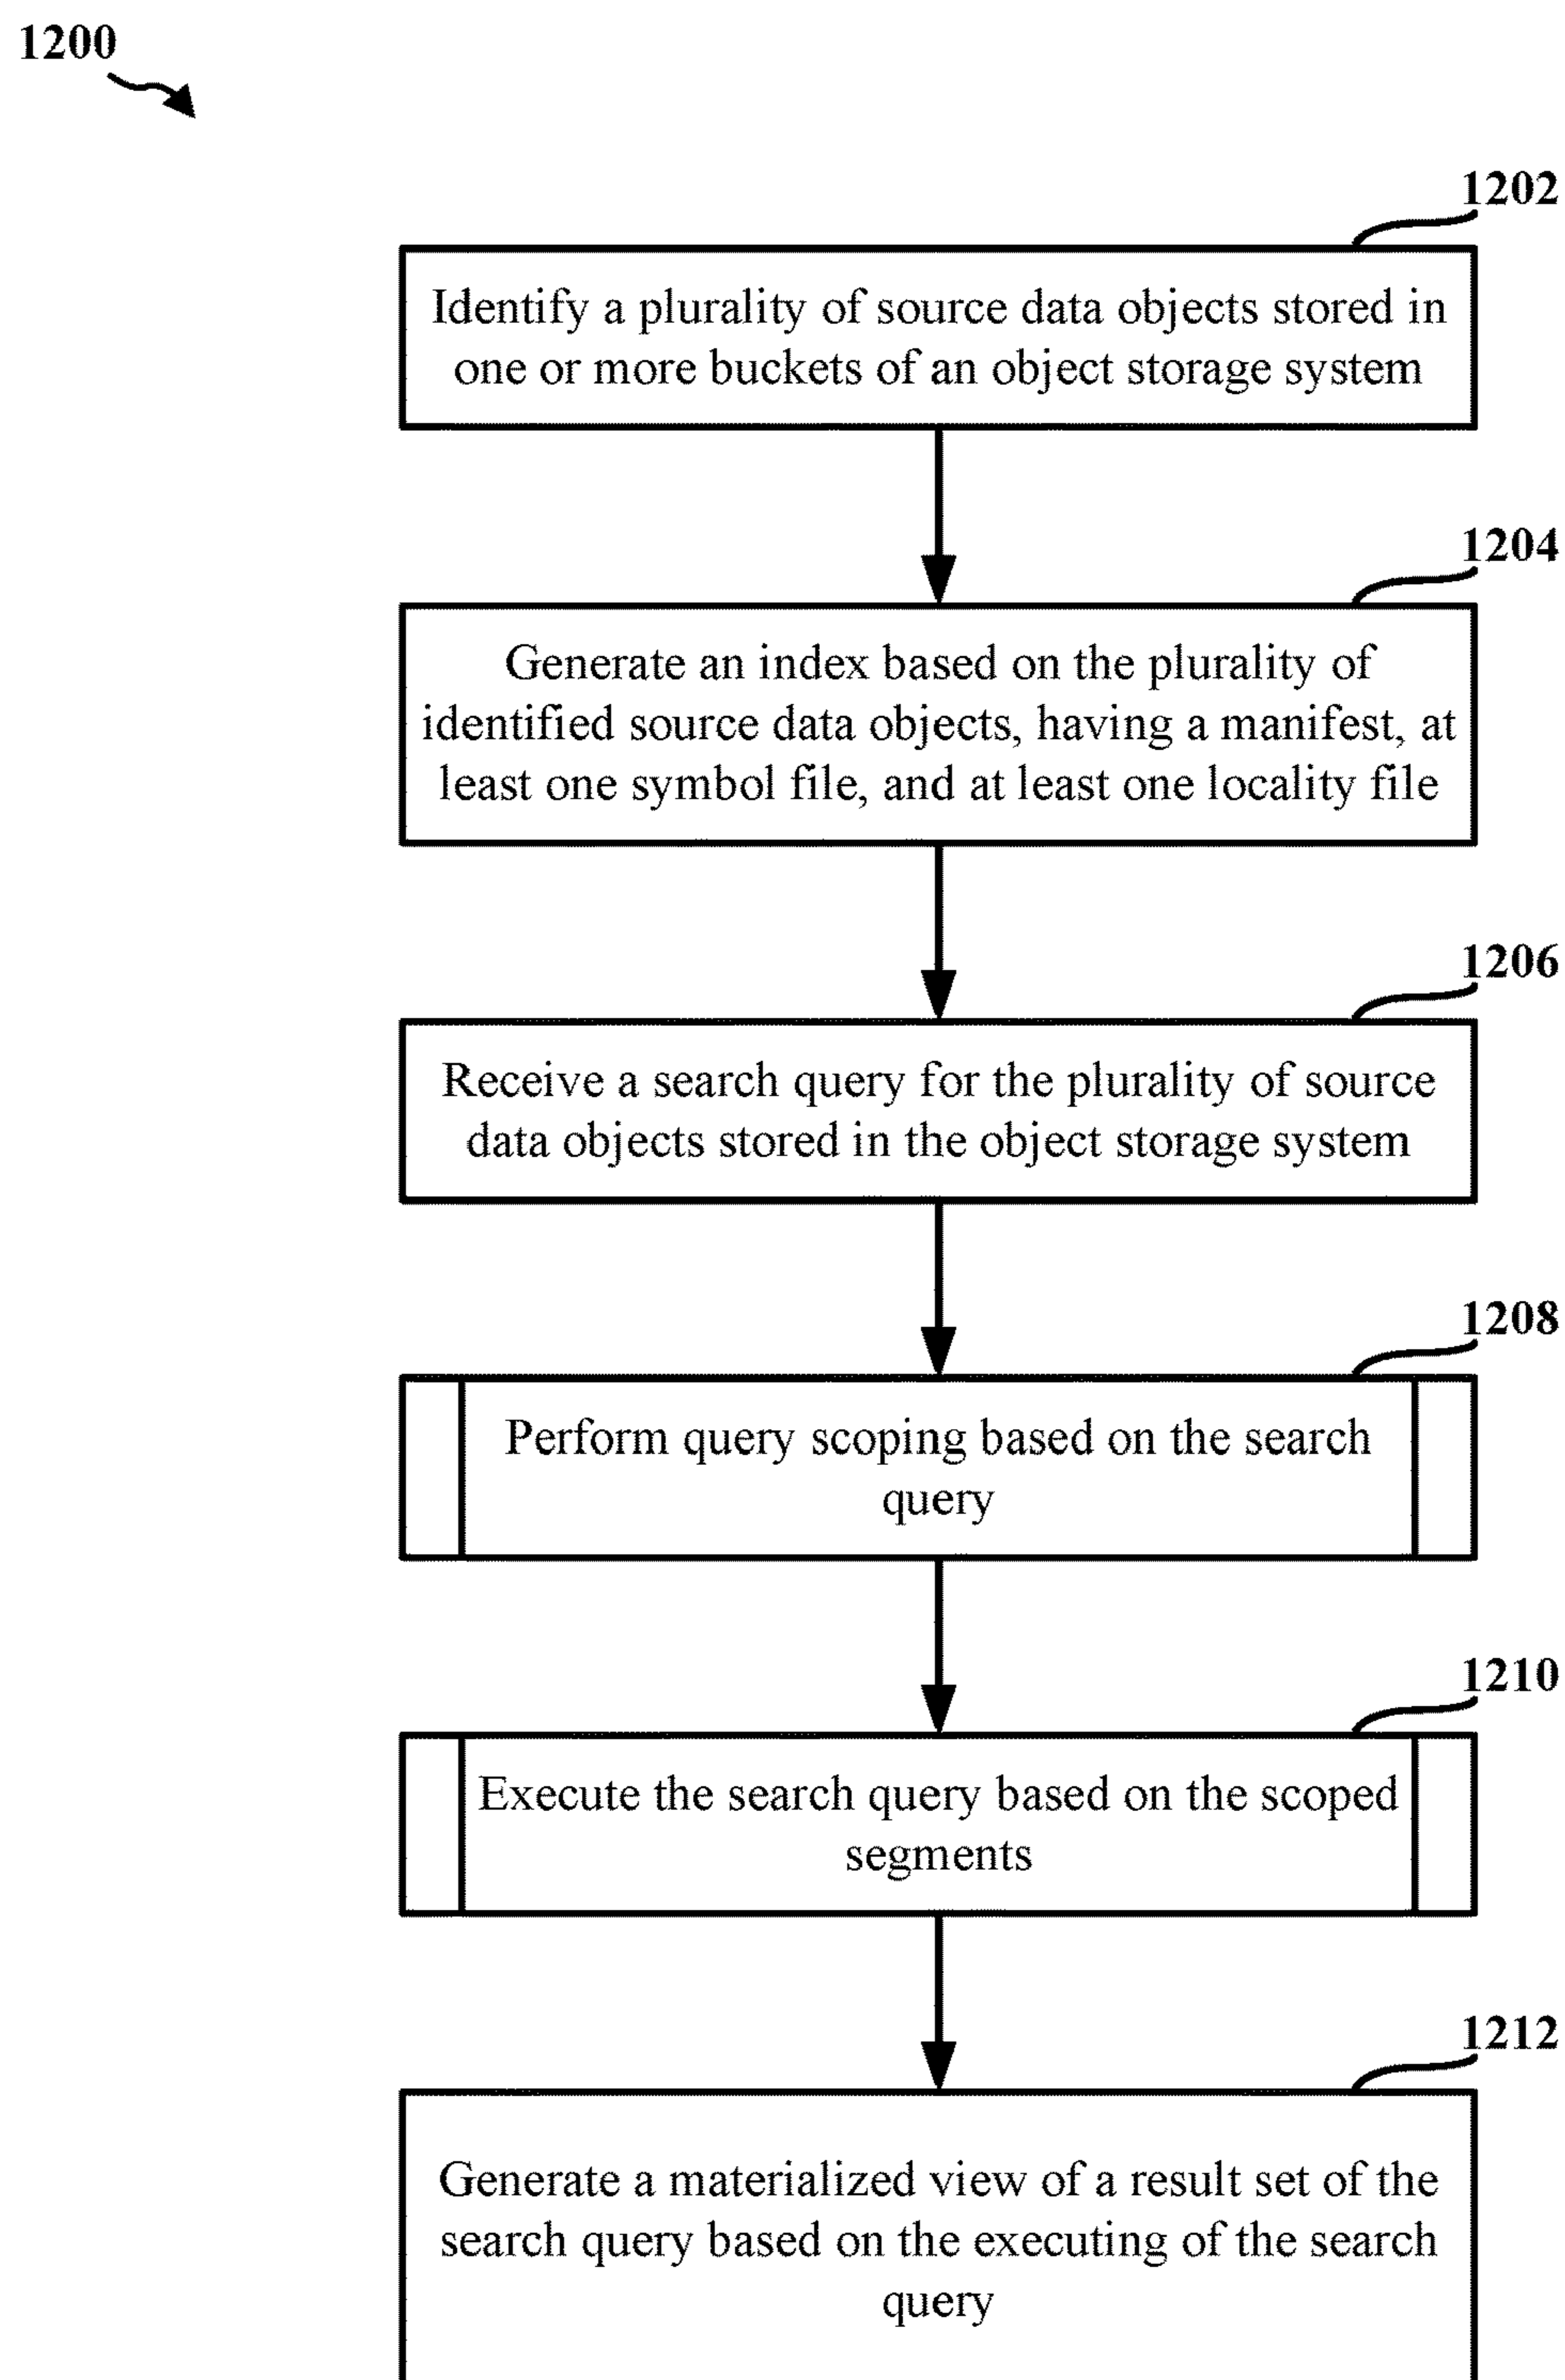 1200
1202
Identify a plurality of source data objects stored in
one or more buckets of an object storage system
1204
Generate an index based on the plurality of
identified source data objects, having a manifest, at
least one symbol file, and at least one locality file
1206
Receive a search query for the plurality of source
data objects stored in the object storage system
1208
Perform query scoping based on the search
query
1210
Execute the search query based on the scoped
segments
1212
Generate a materialized view of a result set of the
search query based on the executing of the search
query